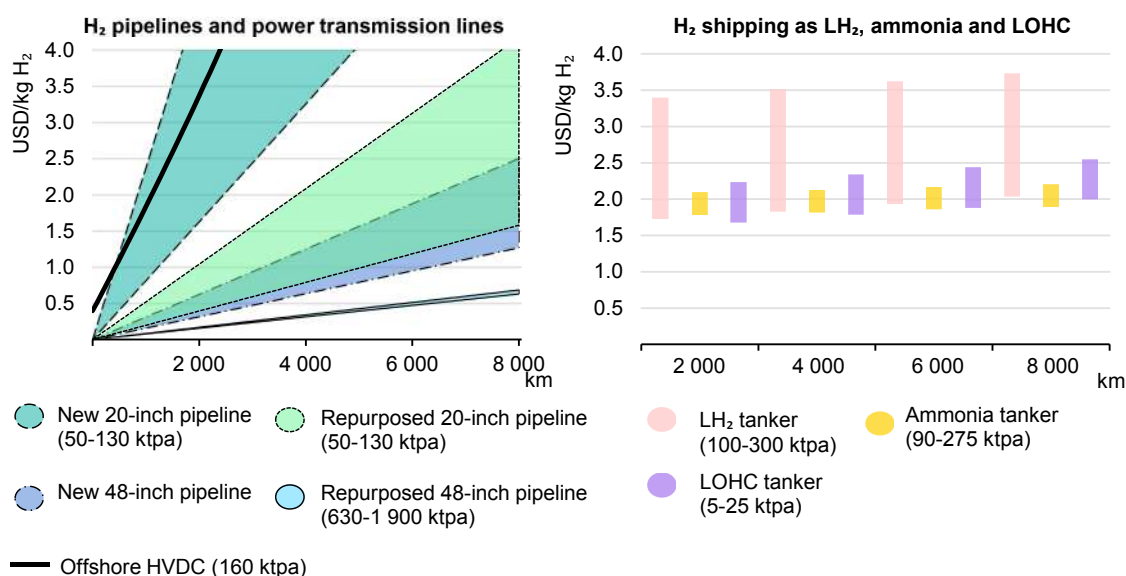 H₂ pipelines and power transmission lines
USD/kg H₂
4.0
3.5
3.0
2.5
2.0
1.5
1.0
0.5
2 000
4 000
6 000
8 000
km
New 20-inch pipeline
(50-130 ktpa)
Repurposed 20-inch pipeline
(50-130 ktpa)
New 48-inch pipeline
Repurposed 48-inch pipeline
(630-1 900 ktpa)
Offshore HVDC (160 ktpa)
H₂ shipping as LH₂, ammonia and LOHC
USD/kg H₂
4.0
3.5
3.0
2.5
2.0
1.5
1.0
0.5
2 000
4 000
6 000
8 000
km
LH₂ tanker
(100-300 ktpa)
Ammonia tanker
(90-275 ktpa)
LOHC tanker
(5-25 ktpa)